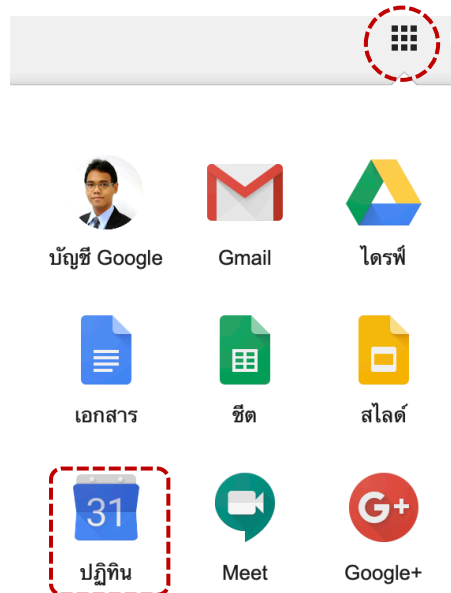 บัญชี Google
Gmail
ไดรฟ์
เอกสาร
ชีต
สไลด์
31
G+
ปฏิทิน
Meet
Google+